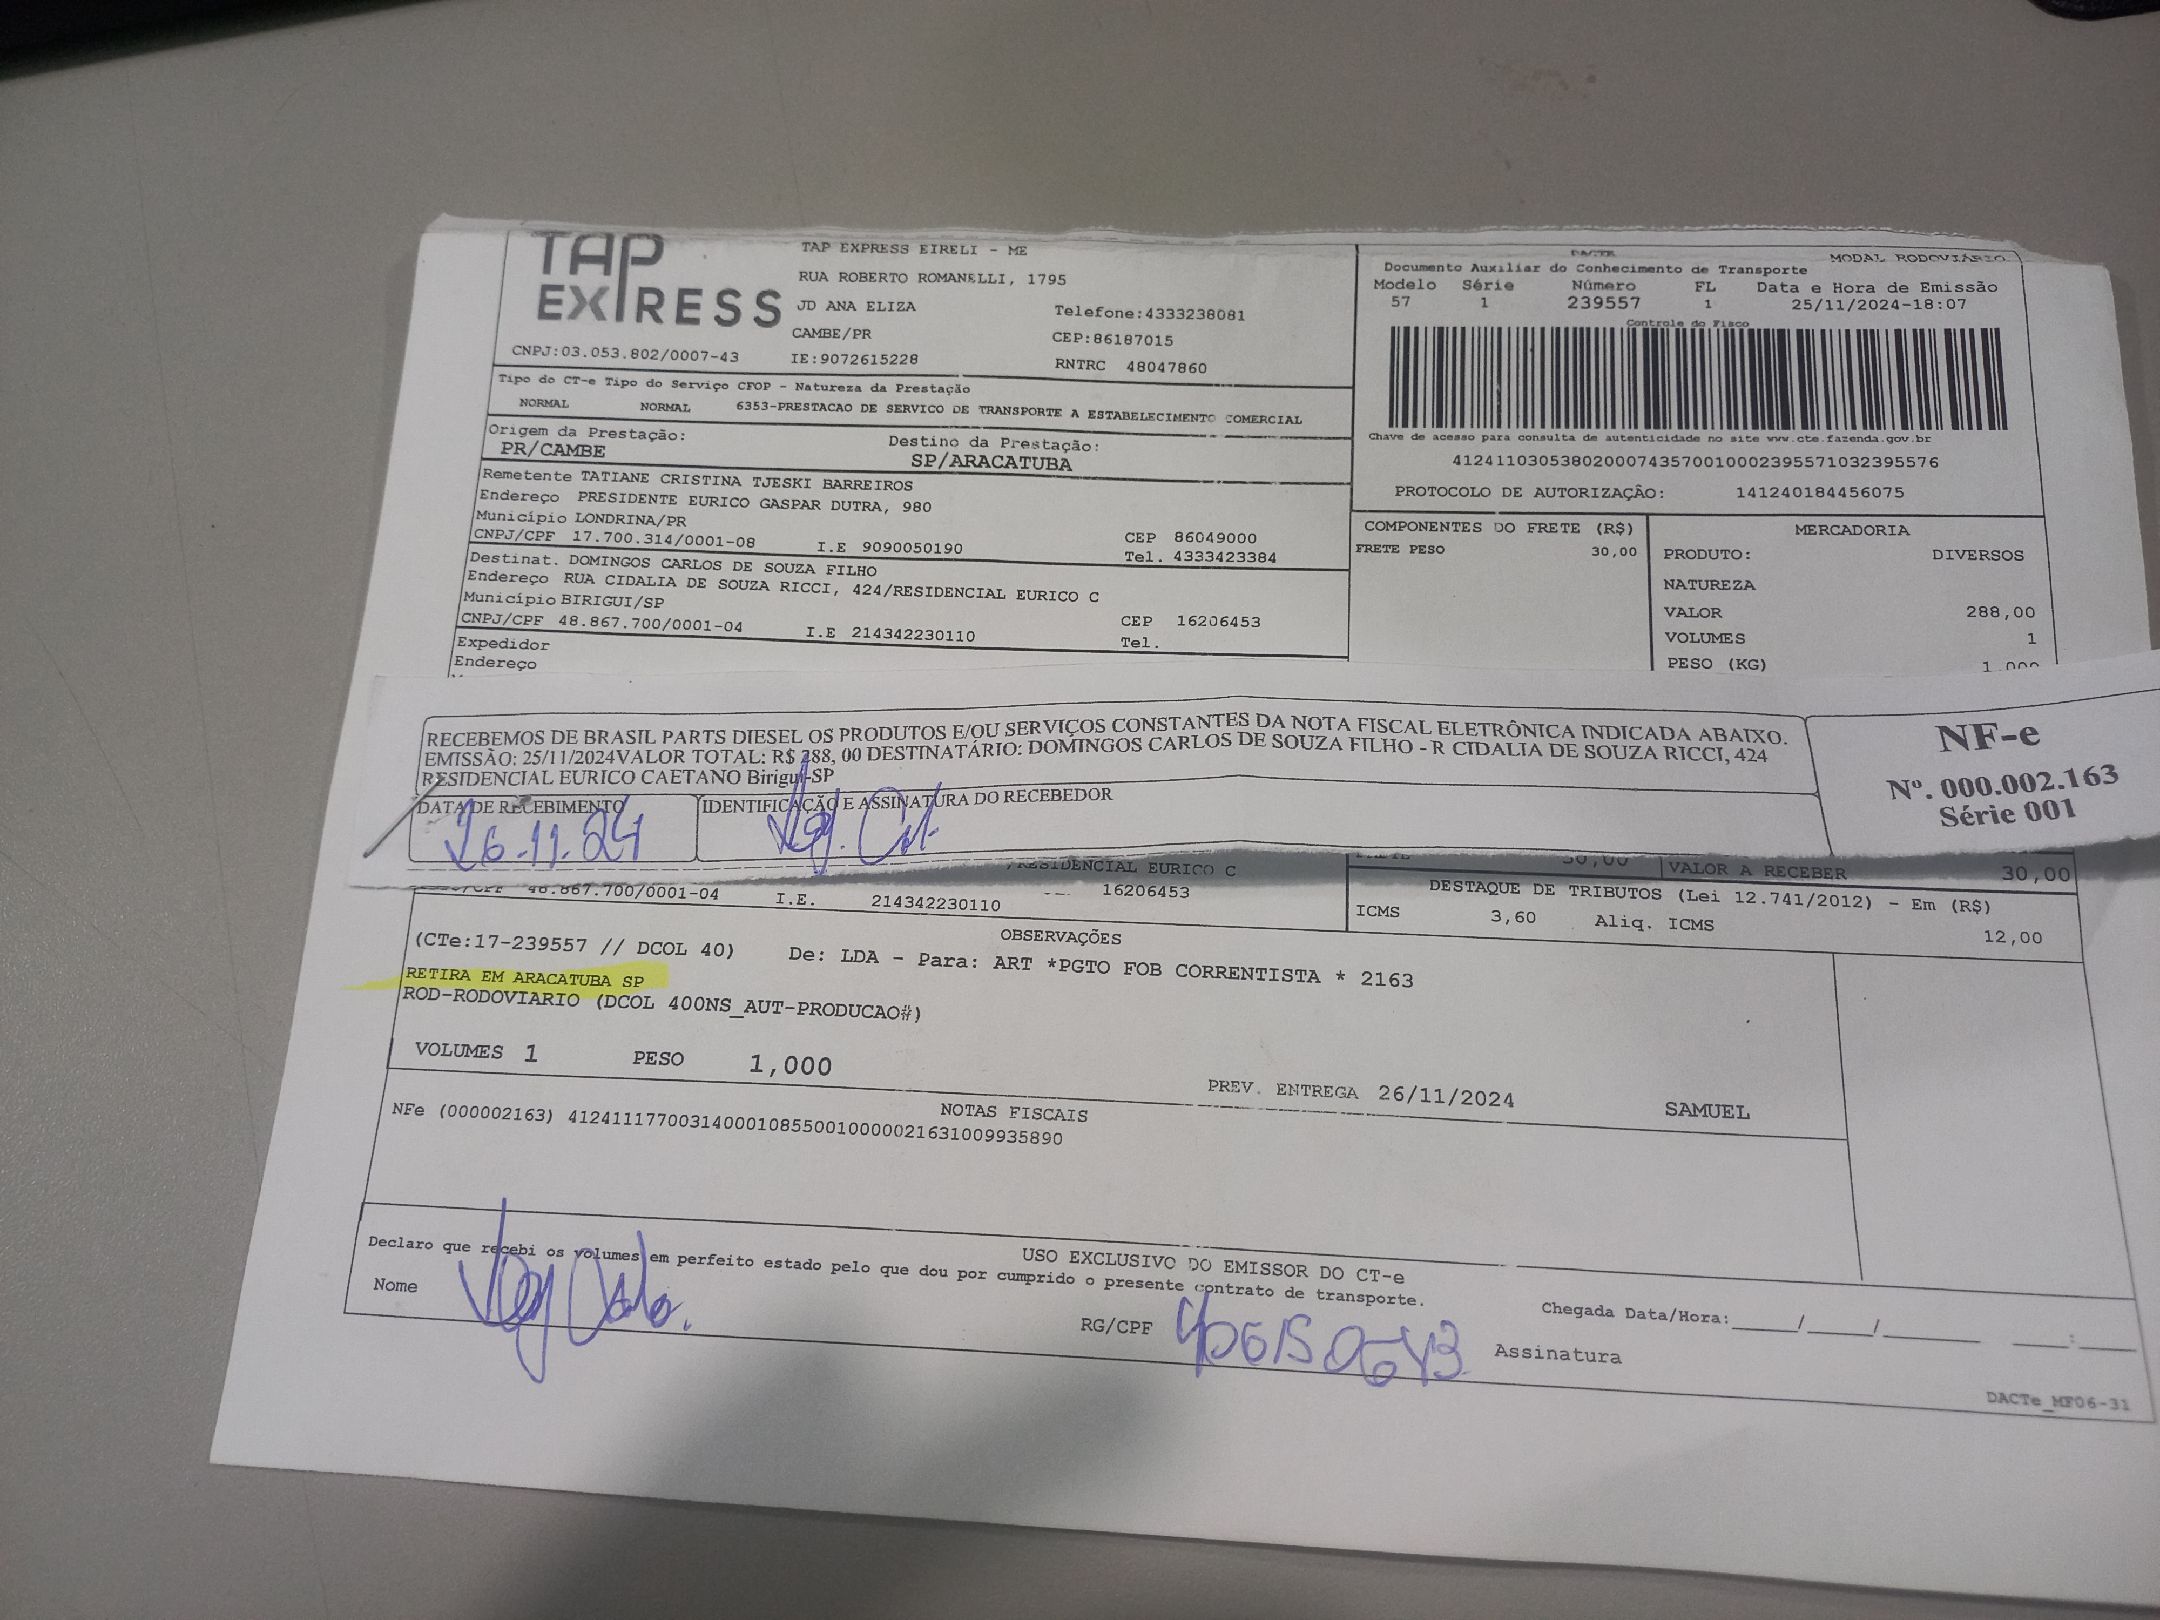 TAP EXPRESS
TAP EXPRESS EIRELI - ME
RUA ROBERTO ROMANELLI, 1795
JD ANA ELIZA
Telefone:4333238081
CAMBE/PR
CEP:86187015
CNPJ:03.053.802/0007-43 IE:9072615228 RNTRC 48047860
DACTE MODAL RODOVIÁRIO
Documento Auxiliar do Conhecimento de Transporte
Modelo Série Número FL Data e Hora de Emissão
57 1 239557 1 25/11/2024-18:07
Controle do Fisco
Chave de acesso para consulta de autenticidade no site www.cte.fazenda.gov.br
41241103053802000743570010002395571032395576
PROTOCOLO DE AUTORIZAÇÃO: 141240184456075
Tipo do CT-e Tipo do Serviço CFOP - Natureza da Prestação
NORMAL NORMAL 6353-PRESTACAO DE SERVICO DE TRANSPORTE A ESTABELECIMENTO COMERCIAL
Origem da Prestação: Destino da Prestação:
PR/CAMBE SP/ARACATUBA
Remetente TATIANE CRISTINA TJESKI BARREIROS
Endereço PRESIDENTE EURICO GASPAR DUTRA, 980
Município LONDRINA/PR CEP 86049000
CNPJ/CPF 17.700.314/0001-08 I.E 9090050190 Tel. 4333423384
Destinat. DOMINGOS CARLOS DE SOUZA FILHO
Endereço RUA CIDALIA DE SOUZA RICCI, 424/RESIDENCIAL EURICO C
Município BIRIGUI/SP CEP 16206453
CNPJ/CPF 48.867.700/0001-04 I.E 214342230110 Tel.
Expedidor
Endereço
COMPONENTES DO FRETE (R$)
FRETE PESO 30,00
MERCADORIA
PRODUTO: DIVERSOS
NATUREZA
VALOR 288,00
VOLUMES 1
PESO (KG) 1,000
RECEBEMOS DE BRASIL PARTS DIESEL OS PRODUTOS E/OU SERVIÇOS CONSTANTES DA NOTA FISCAL ELETRÔNICA INDICADA ABAIXO.
EMISSÃO: 25/11/2024VALOR TOTAL: R$ 288, 00 DESTINATÁRIO: DOMINGOS CARLOS DE SOUZA FILHO - R CIDALIA DE SOUZA RICCI, 424
RESIDENCIAL EURICO CAETANO Birigui-SP
DATA DE RECEBIMENTO IDENTIFICAÇÃO E ASSINATURA DO RECEBEDOR
26.11.24
NF-e
Nº. 000.002.163
Série 001
RESIDENCIAL EURICO C
48.867.700/0001-04 I.E. 214342230110 16206453
30,00 VALOR A RECEBER 30,00
DESTAQUE DE TRIBUTOS (Lei 12.741/2012) - Em (R$)
ICMS 3,60 Aliq. ICMS 12,00
OBSERVAÇÕES
(CTe:17-239557 // DCOL 40) De: LDA - Para: ART *PGTO FOB CORRENTISTA * 2163
RETIRA EM ARACATUBA SP
ROD-RODOVIARIO (DCOL 400NS_AUT-PRODUCAO#)
VOLUMES 1 PESO 1,000
PREV. ENTREGA 26/11/2024 SAMUEL
NOTAS FISCAIS
NFe (000002163) 41241117700314000108550010000021631009935890
USO EXCLUSIVO DO EMISSOR DO CT-e
Declaro que recebi os volumes em perfeito estado pelo que dou por cumprido o presente contrato de transporte.
Nome
RG/CPF
Chegada Data/Hora:_____/_____/________ ____:____
Assinatura
DACTe_MF06-31